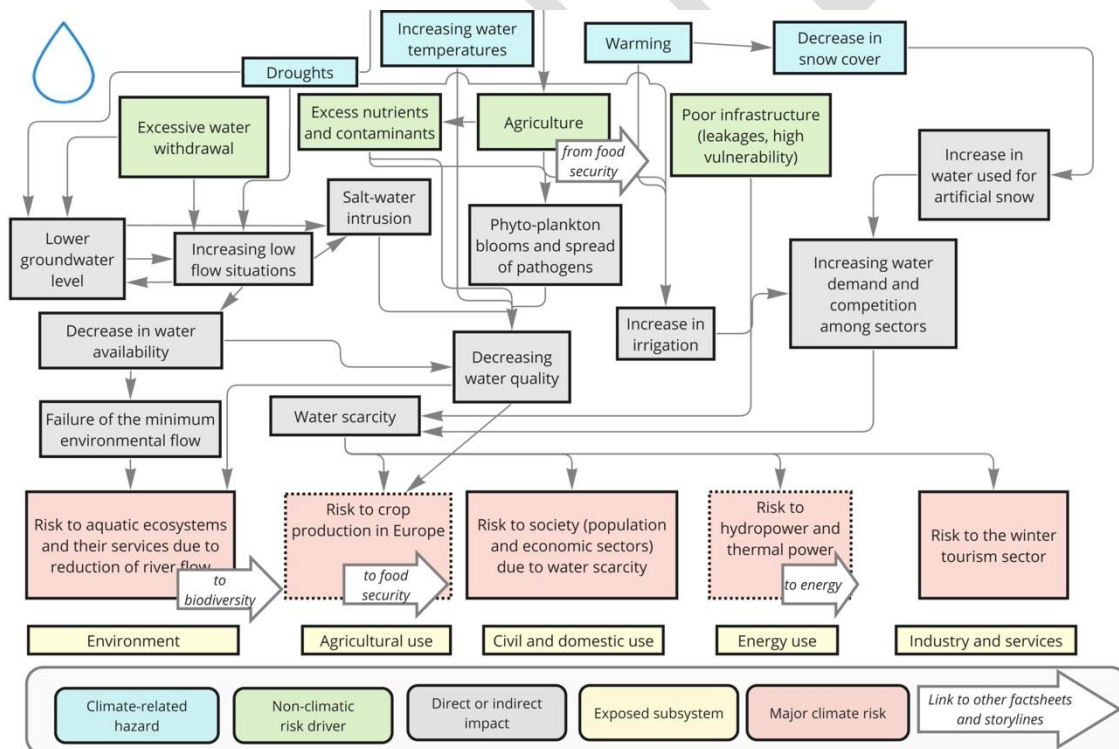 Increasing water
temperatures
Warming
Decrease in
snow cover
Droughts
Excessive water
withdrawal
Excess nutrients
and contaminants
Agriculture
from food
security
Poor infrastructure
(leakages, high
vulnerability)
Increase in
water used for
artificial snow
Salt-water
intrusion
Lower
groundwater
level
Increasing low
flow situations
Phyto-plankton
blooms and spread
of pathogens
Increasing water
demand and
competition
among sectors
Decrease in water
availability
Decreasing
water quality
Increase in
irrigation
Failure of the minimum
environmental flow
Water scarcity
Risk to aquatic ecosystems
and their services due to
reduction of river flow
to
biodiversity
Risk to crop
production in Europe
to food
security
Risk to society (population
and economic sectors)
due to water scarcity
Risk to
hydropower and
thermal power
to energy
Risk to the winter
tourism sector
Environment
Agricultural use
Civil and domestic use
Energy use
Industry and services
Climate-related
hazard
Non-climatic
risk driver
Direct or indirect
impact
Exposed subsystem
Major climate risk
Link to other factsheets
and storylines